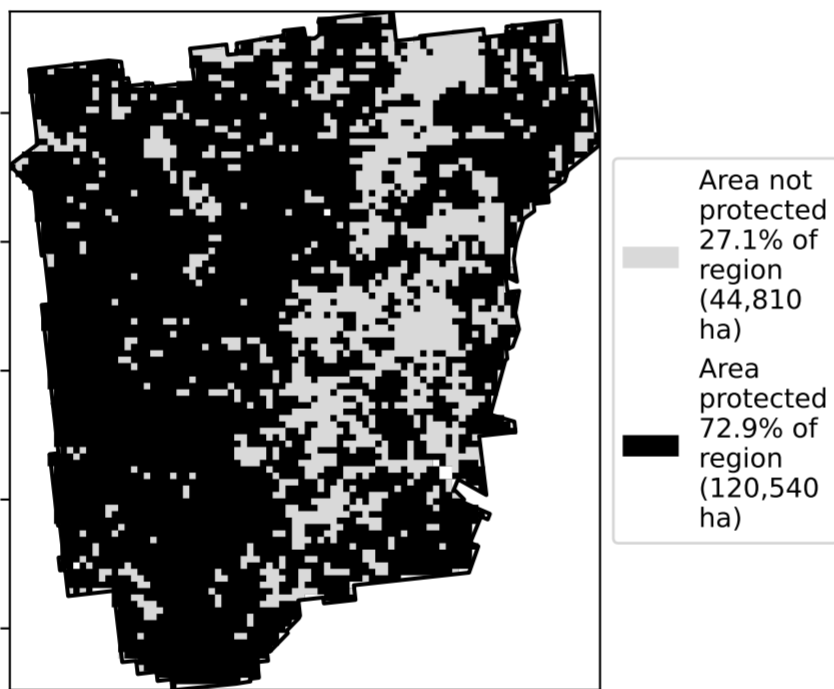 Area not
protected
27.1% of
region
(44,810
ha)
Area
protected
72.9% of
region
(120,540
ha)